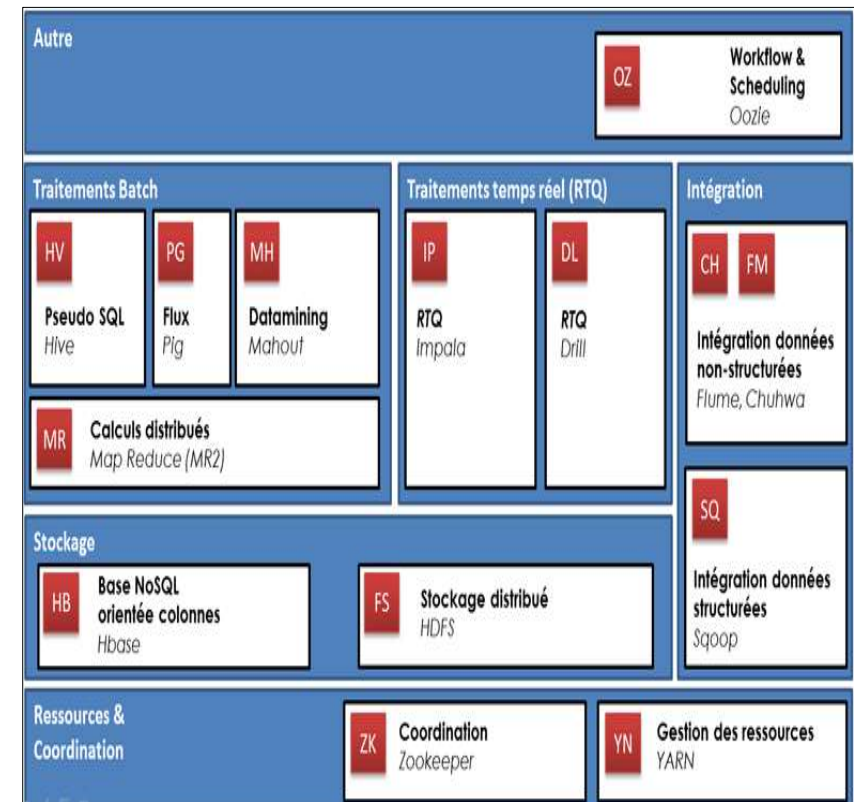 Autre
OZ
Workflow &
Scheduling
Oozie
Traitements Batch
HV
Pseudo SQL
Hive
PG
Flux
Pig
MH
Datamining
Mahout
MR
Calculs distribués
Map Reduce (MR2)
Traitements temps réel (RTQ)
IP
RTQ
Impala
DL
RTQ
Drill
Intégration
CH FM
Intégration données
non-structurées
Flume, Chuhwa
SQ
Intégration données
structurées
Sqoop
Stockage
HB
Base NoSQL
orientée colonnes
Hbase
FS
Stockage distribué
HDFS
Ressources &
Coordination
ZK
Coordination
Zookeeper
YN
Gestion des ressources
YARN